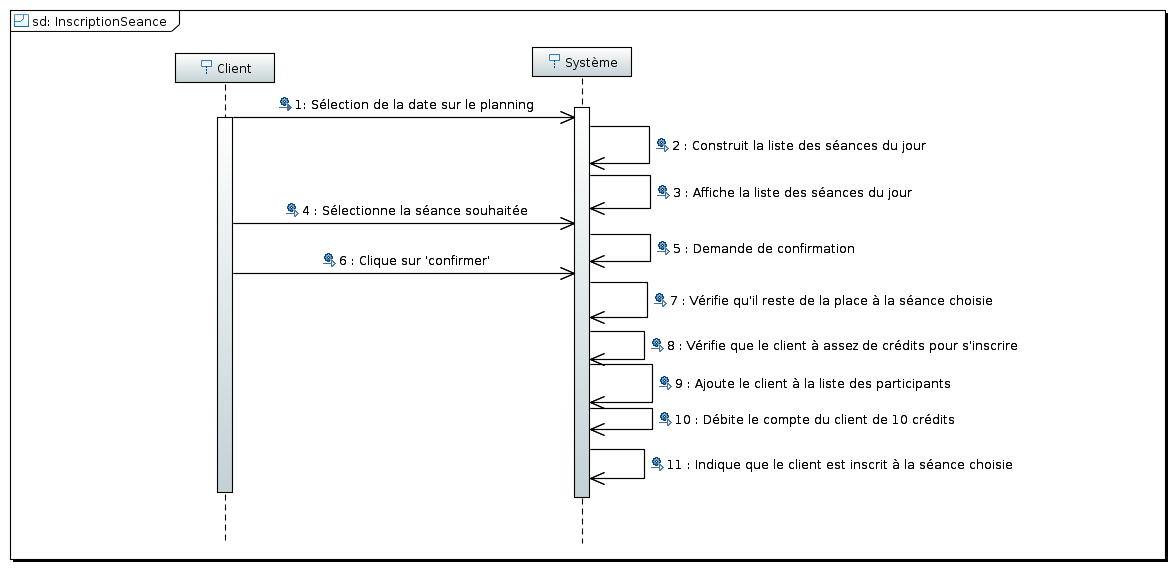 sd: InscriptionSeance
Client
Système
1: Sélection de la date sur le planning
2 : Construit la liste des séances du jour
3 : Affiche la liste des séances du jour
4 : Sélectionne la séance souhaitée
5 : Demande de confirmation
6 : Clique sur 'confirmer'
7 : Vérifie qu'il reste de la place à la séance choisie
8 : Vérifie que le client à assez de crédits pour s'inscrire
9 : Ajoute le client à la liste des participants
10 : Débite le compte du client de 10 crédits
11 : Indique que le client est inscrit à la séance choisie